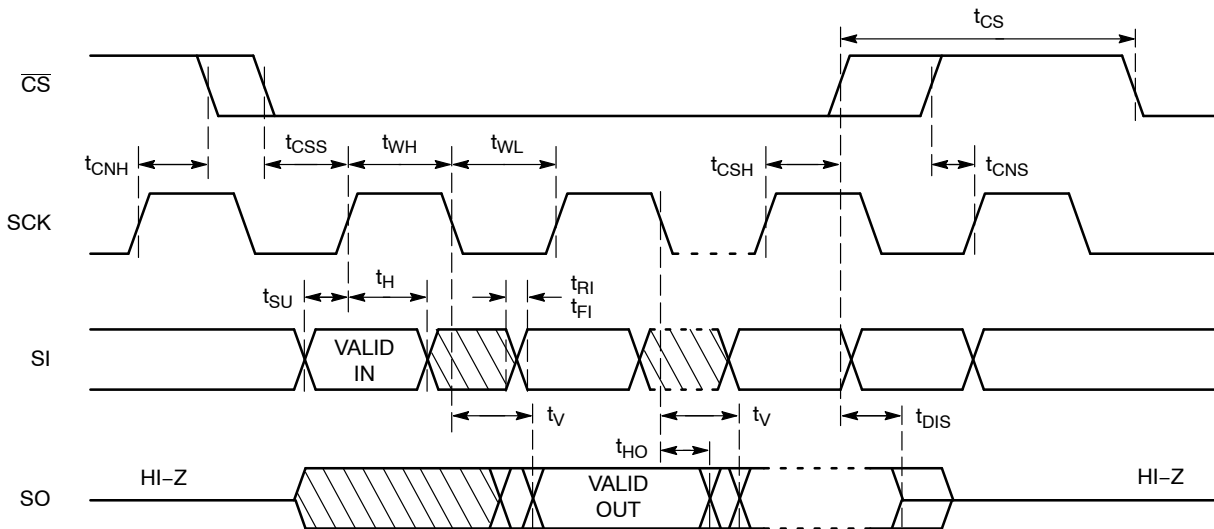 tCS
CS
tCNH
tCSS
tWH
tWL
tCSH
tCNS
SCK
tSU
tH
tRI
tFI
SI
VALID
IN
tV
tV
tDIS
tHO
SO
HI–Z
VALID
OUT
HI–Z